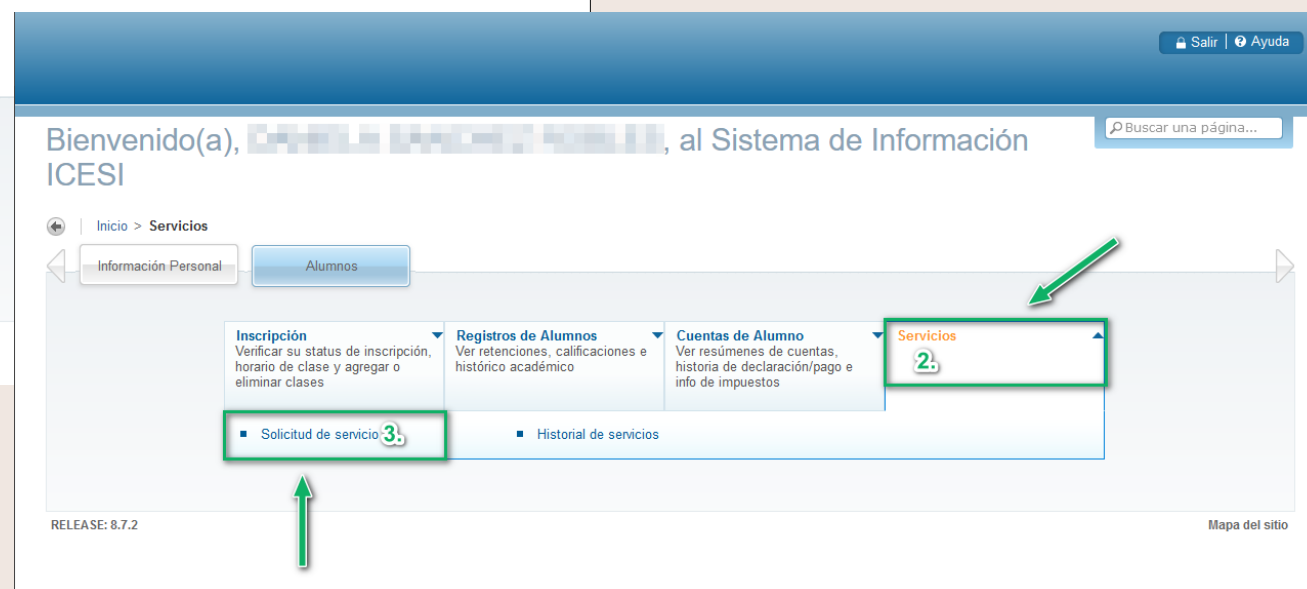 Salir | Ayuda
Buscar una página...
Bienvenido(a), , al Sistema de Información
ICESI
Inicio > Servicios
Información Personal
Alumnos
Inscripción
Verificar su status de inscripción,
horario de clase y agregar o
eliminar clases
Registros de Alumnos
Ver retenciones, calificaciones e
histórico académico
Cuentas de Alumno
Ver resúmenes de cuentas,
historia de declaración/pago e
info de impuestos
Servicios
2.
Solicitud de servicio 3.
Historial de servicios
RELEASE: 8.7.2
Mapa del sitio